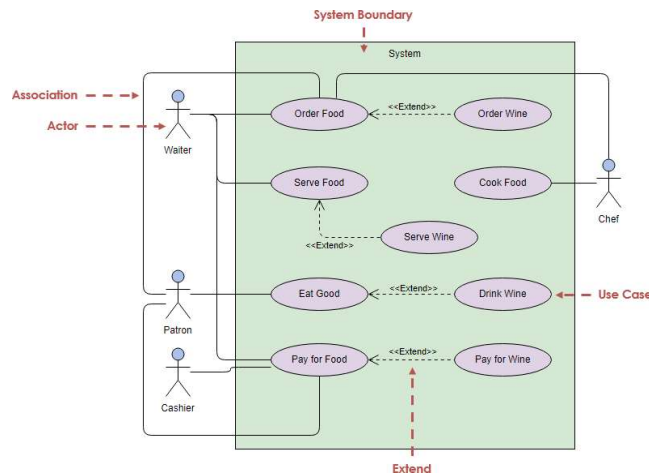 System Boundary
System
Association
Actor
Waiter
Order Food
<<Extend>>
Order Wine
Serve Food
Cook Food
Chef
<<Extend>>
Serve Wine
Patron
Eat Good
<<Extend>>
Drink Wine
Use Case
Cashier
Pay for Food
<<Extend>>
Pay for Wine
Extend